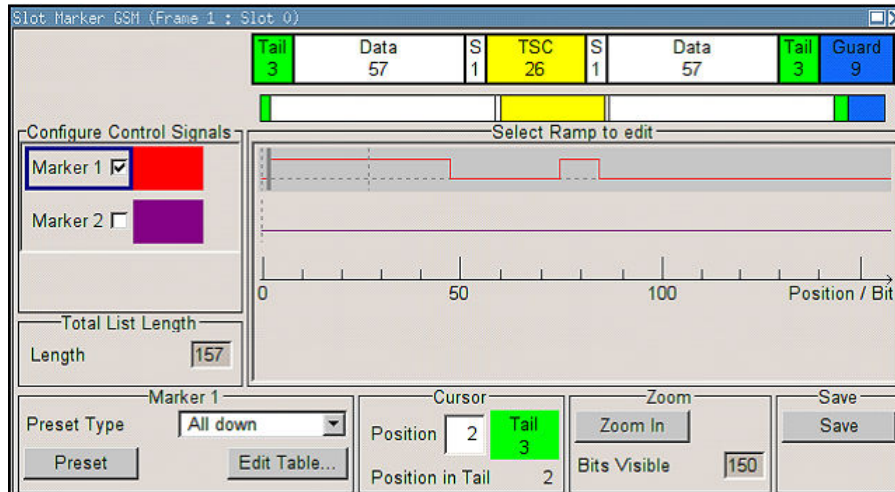 Slot Marker GSM (Frame 1 : Slot 0)
Tail Data S TSC S Data Tail Guard
3 57 1 26 1 57 3 9
Configure Control Signals
Select Ramp to edit
Marker 1
Marker 2
0 50 100 Position / Bit
Total List Length
Length 157
Marker 1
Preset Type All down
Preset Edit Table...
Cursor
Position 2 Tail
3
Position in Tail 2
Zoom
Zoom In
Bits Visible 150
Save
Save